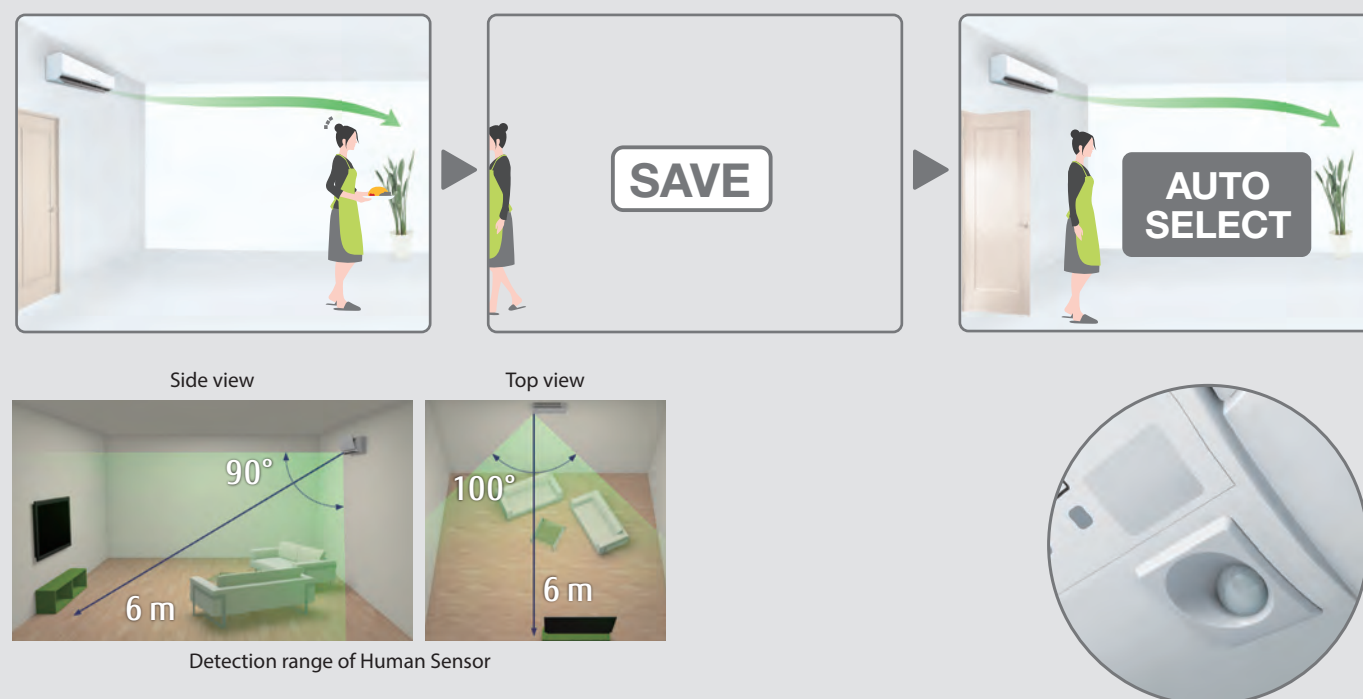 SAVE
AUTO
SELECT
Side view
Top view
90°
6 m
100°
6 m
Detection range of Human Sensor